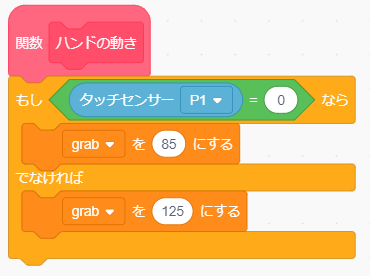 関数 ハンドの動き
もし タッチセンサー P1 = 0 なら
grab を 85 にする
でなければ
grab を 125 にする